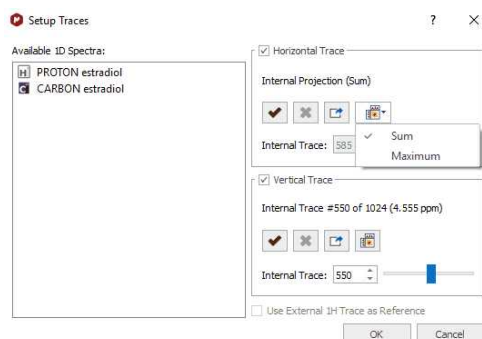 Setup Traces
?
Available 1D Spectra:
H PROTON estradiol
C CARBON estradiol
Horizontal Trace
Internal Projection (Sum)
Internal Trace: 585
Sum
Maximum
Vertical Trace
Internal Trace #550 of 1024 (4.555 ppm)
Internal Trace: 550
Use External 1H Trace as Reference
OK Cancel